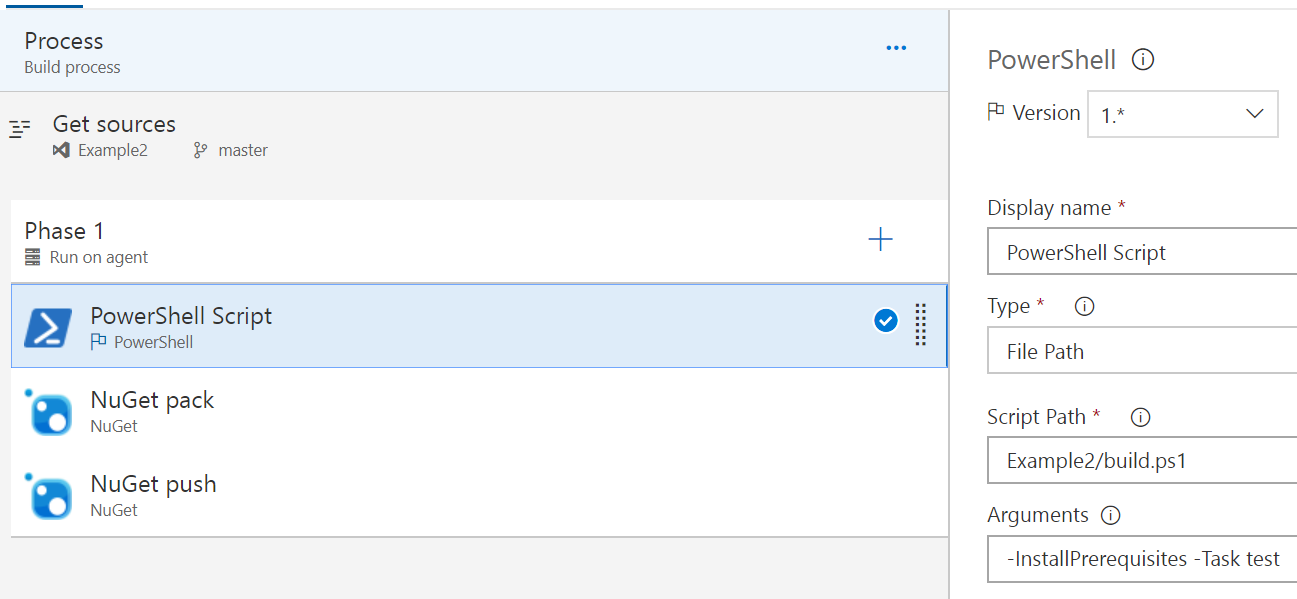 Process
Build process
Get sources
Example2 master
Phase 1
Run on agent
PowerShell Script
PowerShell
NuGet pack
NuGet
NuGet push
NuGet
PowerShell
Version 1.*
Display name *
PowerShell Script
Type *
File Path
Script Path *
Example2/build.ps1
Arguments
-InstallPrerequisites -Task test